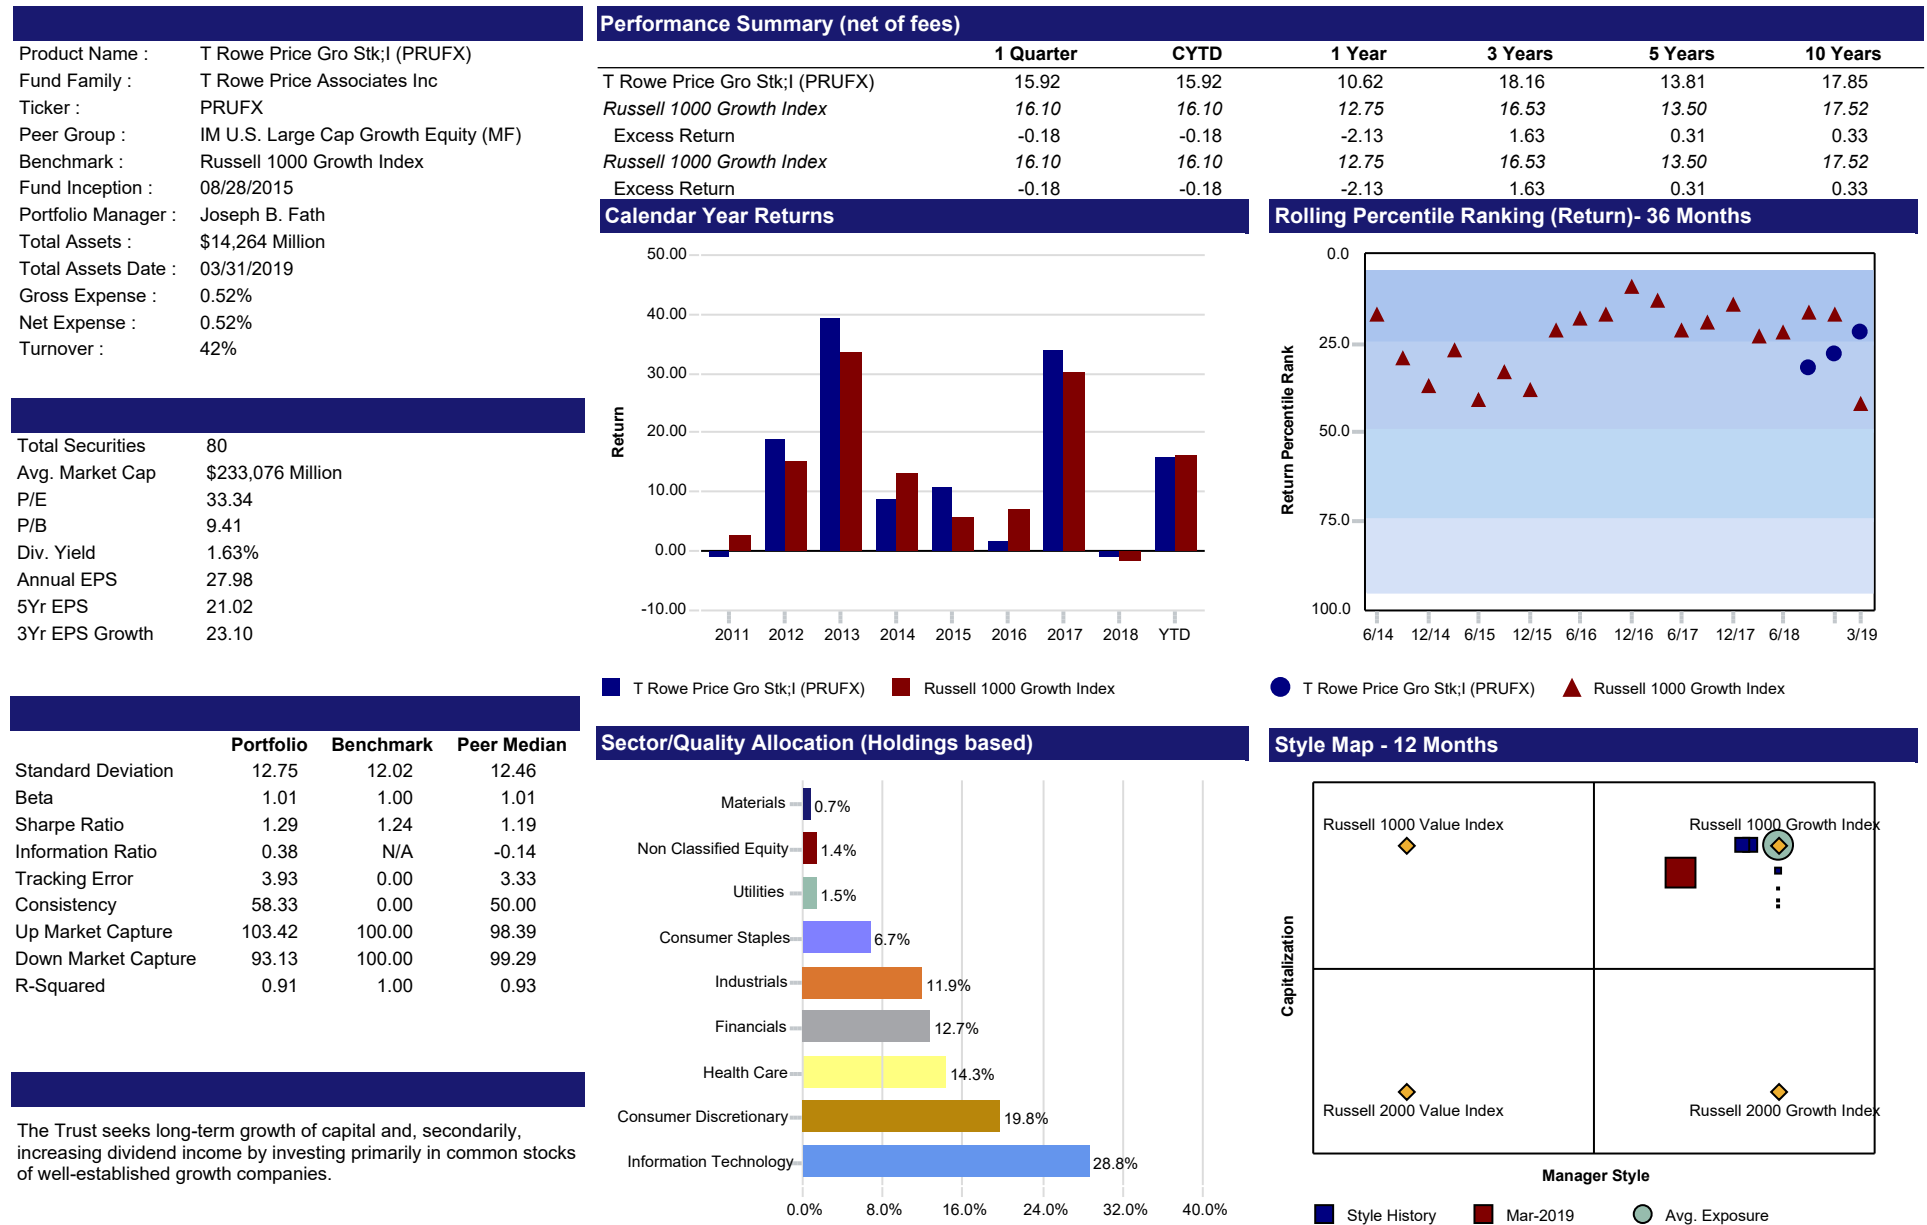 Product Name : T Rowe Price Gro Stk;I (PRUFX)
Fund Family : T Rowe Price Associates Inc
Ticker : PRUFX
Peer Group : IM U.S. Large Cap Growth Equity (MF)
Benchmark : Russell 1000 Growth Index
Fund Inception : 08/28/2015
Portfolio Manager : Joseph B. Fath
Total Assets : $14,264 Million
Total Assets Date : 03/31/2019
Gross Expense : 0.52%
Net Expense : 0.52%
Turnover : 42%
Total Securities 80
Avg. Market Cap $233,076 Million
P/E 33.34
P/B 9.41
Div. Yield 1.63%
Annual EPS 27.98
5Yr EPS 21.02
3Yr EPS Growth 23.10
Portfolio Benchmark Peer Median
Standard Deviation 12.75 12.02 12.46
Beta 1.01 1.00 1.01
Sharpe Ratio 1.29 1.24 1.19
Information Ratio 0.38 N/A -0.14
Tracking Error 3.93 0.00 3.33
Consistency 58.33 0.00 50.00
Up Market Capture 103.42 100.00 98.39
Down Market Capture 93.13 100.00 99.29
R-Squared 0.91 1.00 0.93
The Trust seeks long-term growth of capital and, secondarily,
increasing dividend income by investing primarily in common stocks
of well-established growth companies.
Performance Summary (net of fees)
1 Quarter CYTD 1 Year 3 Years 5 Years 10 Years
T Rowe Price Gro Stk;I (PRUFX) 15.92 15.92 10.62 18.16 13.81 17.85
Russell 1000 Growth Index 16.10 16.10 12.75 16.53 13.50 17.52
Excess Return -0.18 -0.18 -2.13 1.63 0.31 0.33
Russell 1000 Growth Index 16.10 16.10 12.75 16.53 13.50 17.52
Excess Return -0.18 -0.18 -2.13 1.63 0.31 0.33
Calendar Year Returns
50.00
40.00
30.00
20.00
10.00
0.00
-10.00
Return
2011 2012 2013 2014 2015 2016 2017 2018 YTD
T Rowe Price Gro Stk;I (PRUFX) Russell 1000 Growth Index
Rolling Percentile Ranking (Return)- 36 Months
0.0
25.0
50.0
75.0
100.0
Return Percentile Rank
6/14 12/14 6/15 12/15 6/16 12/16 6/17 12/17 6/18 3/19
T Rowe Price Gro Stk;I (PRUFX) Russell 1000 Growth Index
Sector/Quality Allocation (Holdings based)
Materials 0.7%
Non Classified Equity 1.4%
Utilities 1.5%
Consumer Staples 6.7%
Industrials 11.9%
Financials 12.7%
Health Care 14.3%
Consumer Discretionary 19.8%
Information Technology 28.8%
0.0% 8.0% 16.0% 24.0% 32.0% 40.0%
Style Map - 12 Months
Russell 1000 Value Index Russell 1000 Growth Index
Capitalization
Russell 2000 Value Index Russell 2000 Growth Index
Manager Style
Style History Mar-2019 Avg. Exposure